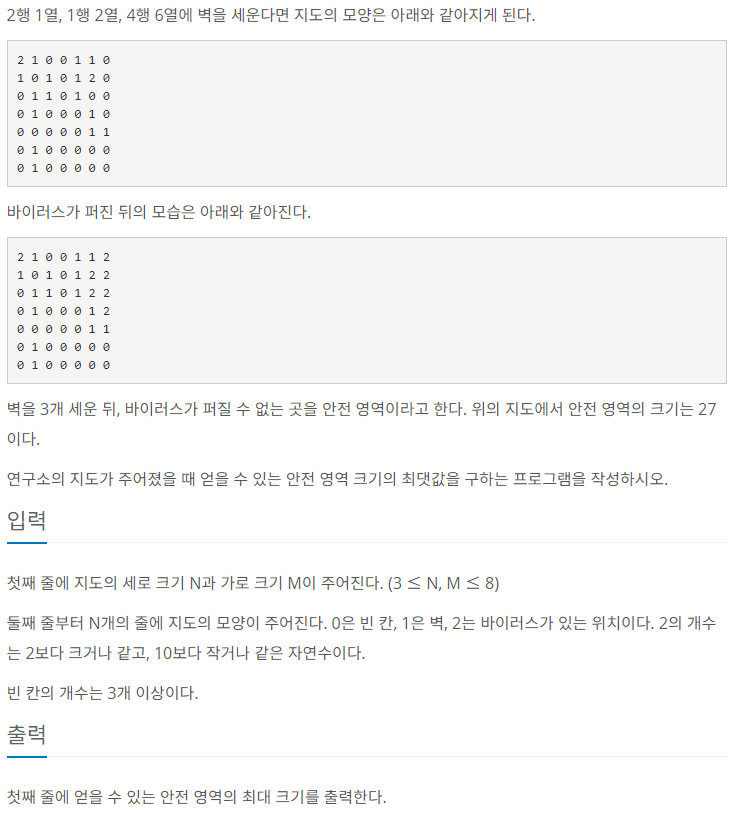 2행 1열, 1행 2열, 4행 6열에 벽을 세운다면 지도의 모양은 아래와 같아지게 된다.
2 1 0 0 1 1 0
1 0 1 0 1 2 0
0 1 1 0 1 0 0
0 1 0 0 0 1 0
0 0 0 0 0 1 1
0 1 0 0 0 0 0
0 1 0 0 0 0 0
바이러스가 퍼진 뒤의 모습은 아래와 같아진다.
2 1 0 0 1 1 2
1 0 1 0 1 2 2
0 1 1 0 1 2 2
0 1 0 0 0 1 2
0 0 0 0 0 1 1
0 1 0 0 0 0 0
0 1 0 0 0 0 0
벽을 3개 세운 뒤, 바이러스가 퍼질 수 없는 곳을 안전 영역이라고 한다. 위의 지도에서 안전 영역의 크기는 27
이다.
연구소의 지도가 주어졌을 때 얻을 수 있는 안전 영역 크기의 최댓값을 구하는 프로그램을 작성하시오.
입력
첫째 줄에 지도의 세로 크기 N과 가로 크기 M이 주어진다. (3 ≤ N, M ≤ 8)
둘째 줄부터 N개의 줄에 지도의 모양이 주어진다. 0은 빈 칸, 1은 벽, 2는 바이러스가 있는 위치이다. 2의 개수
는 2보다 크거나 같고, 10보다 작거나 같은 자연수이다.
빈 칸의 개수는 3개 이상이다.
출력
첫째 줄에 얻을 수 있는 안전 영역의 최대 크기를 출력한다.